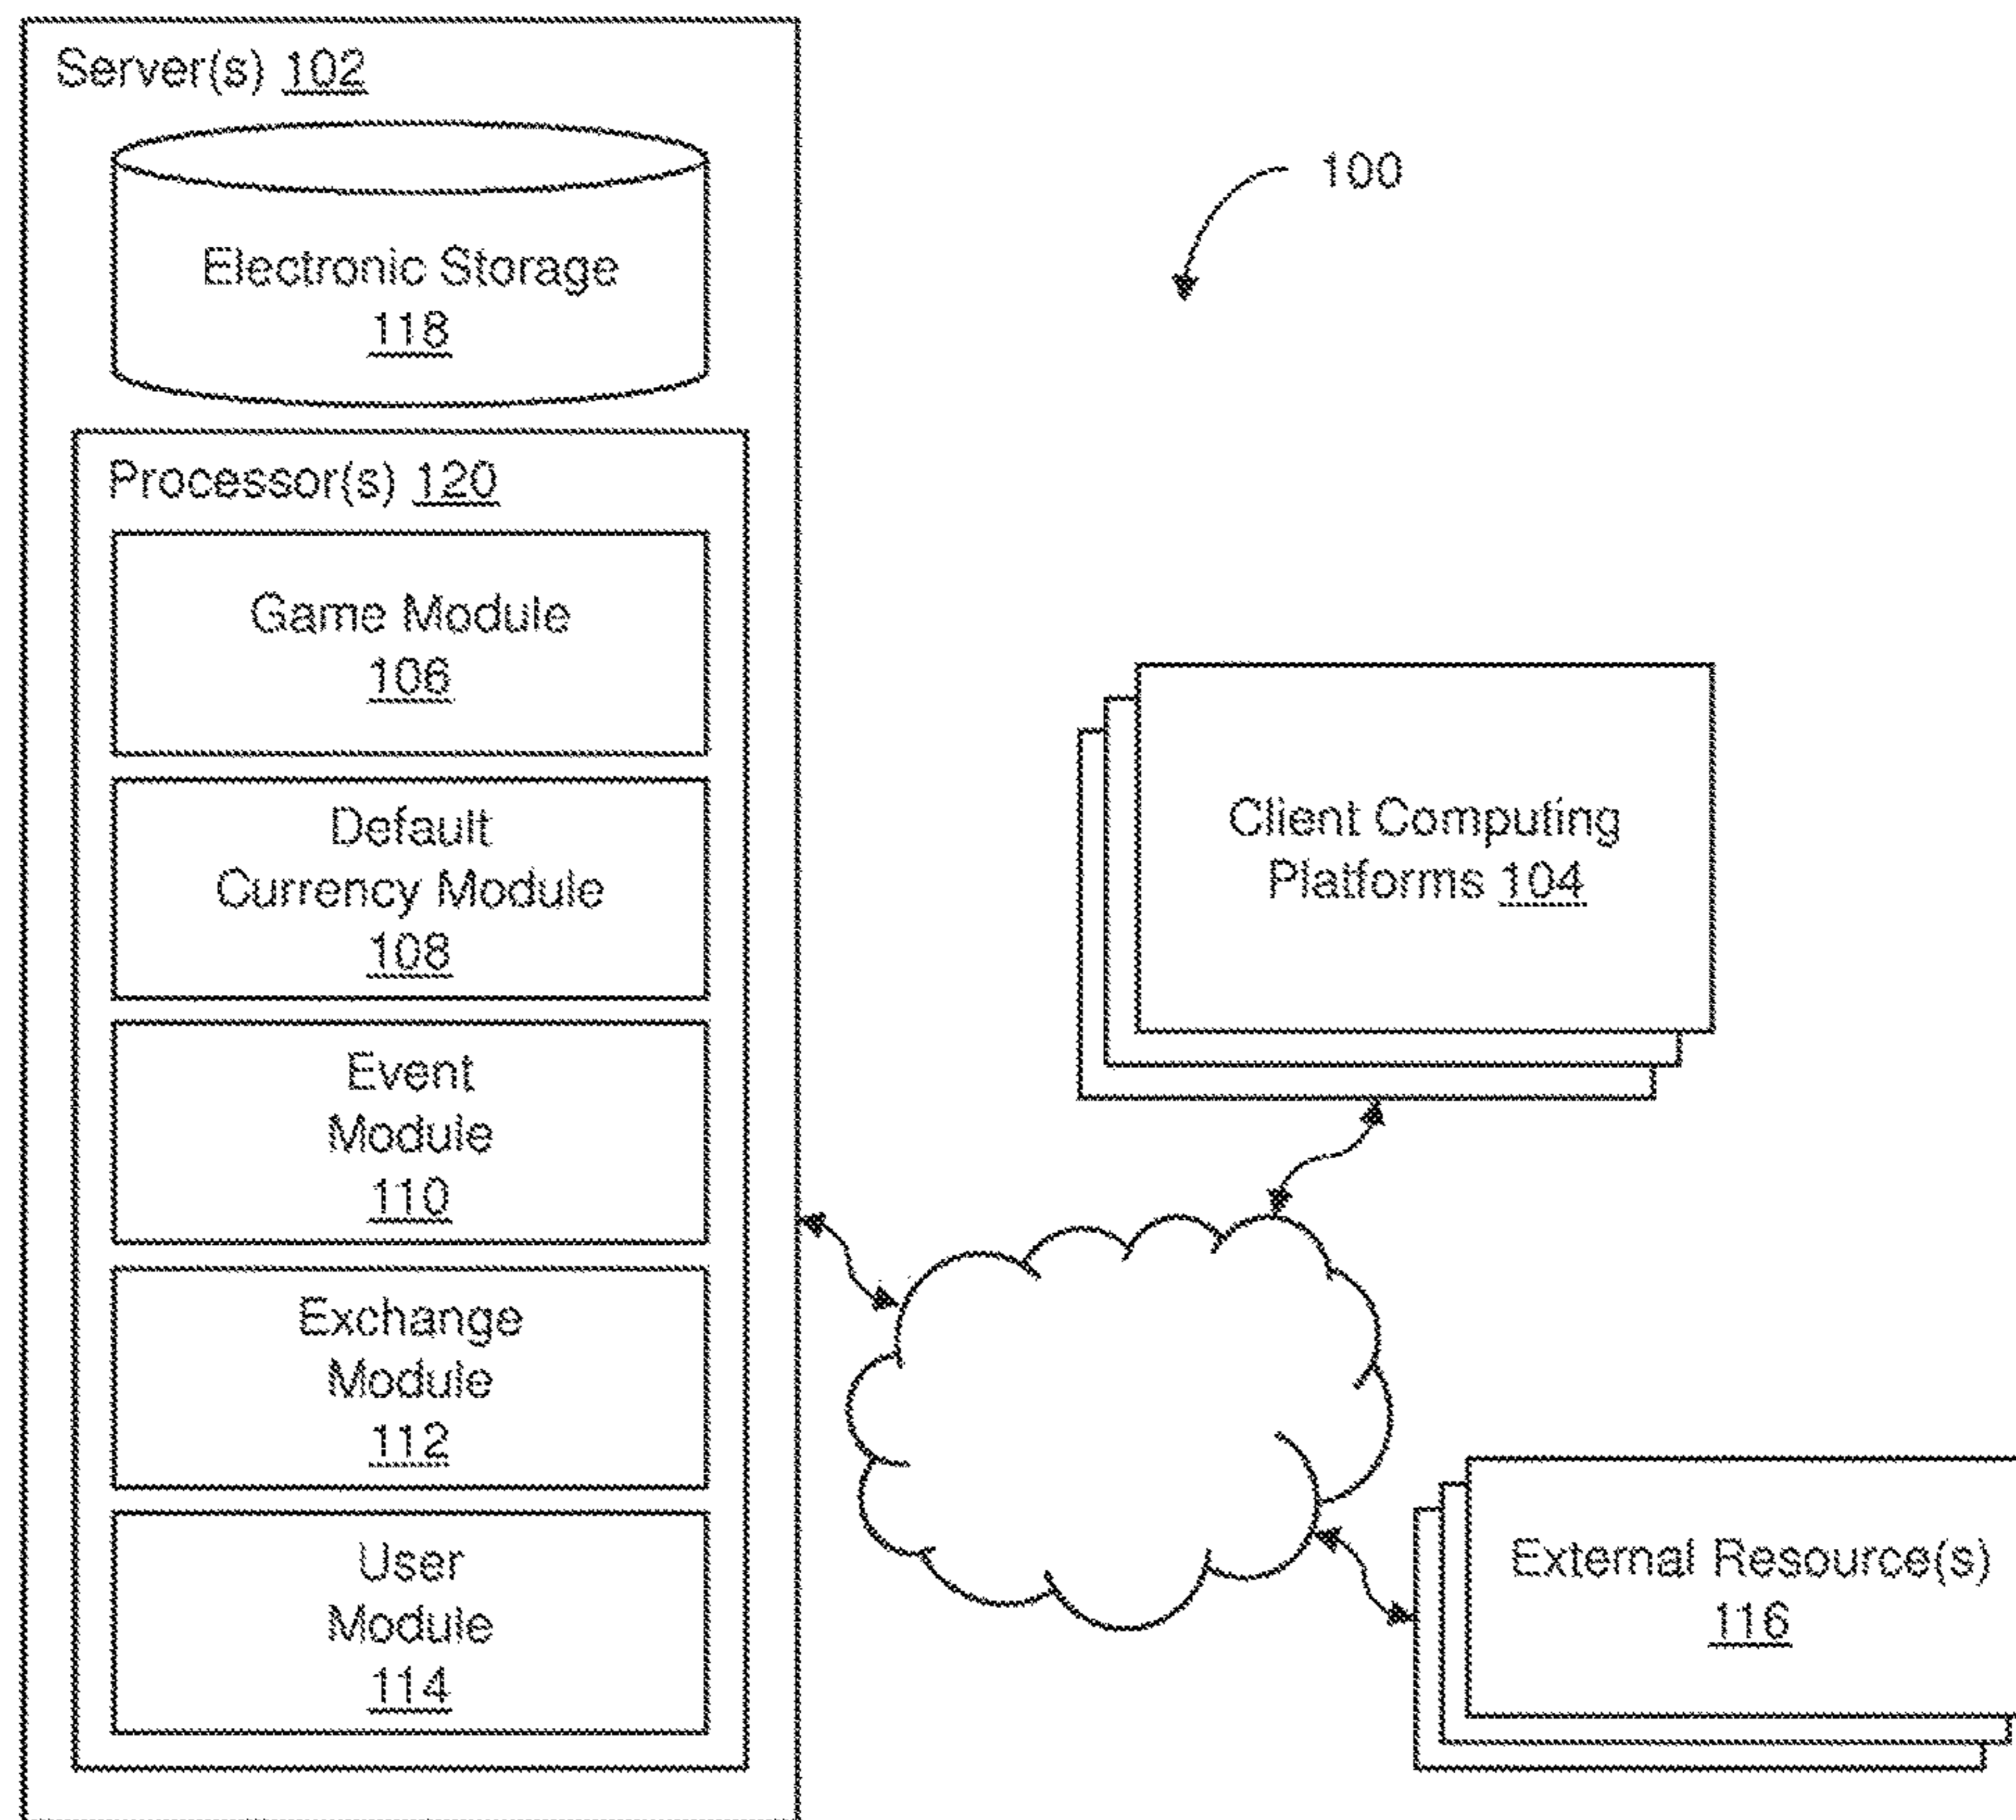 Server(s) 102
Electronic Storage
118
Processor(s) 120
Game Module
106
Default
Currency Module
108
Event
Module
110
Exchange
Module
112
User
Module
114
100
Client Computing
Platforms 104
External Resource(s)
116